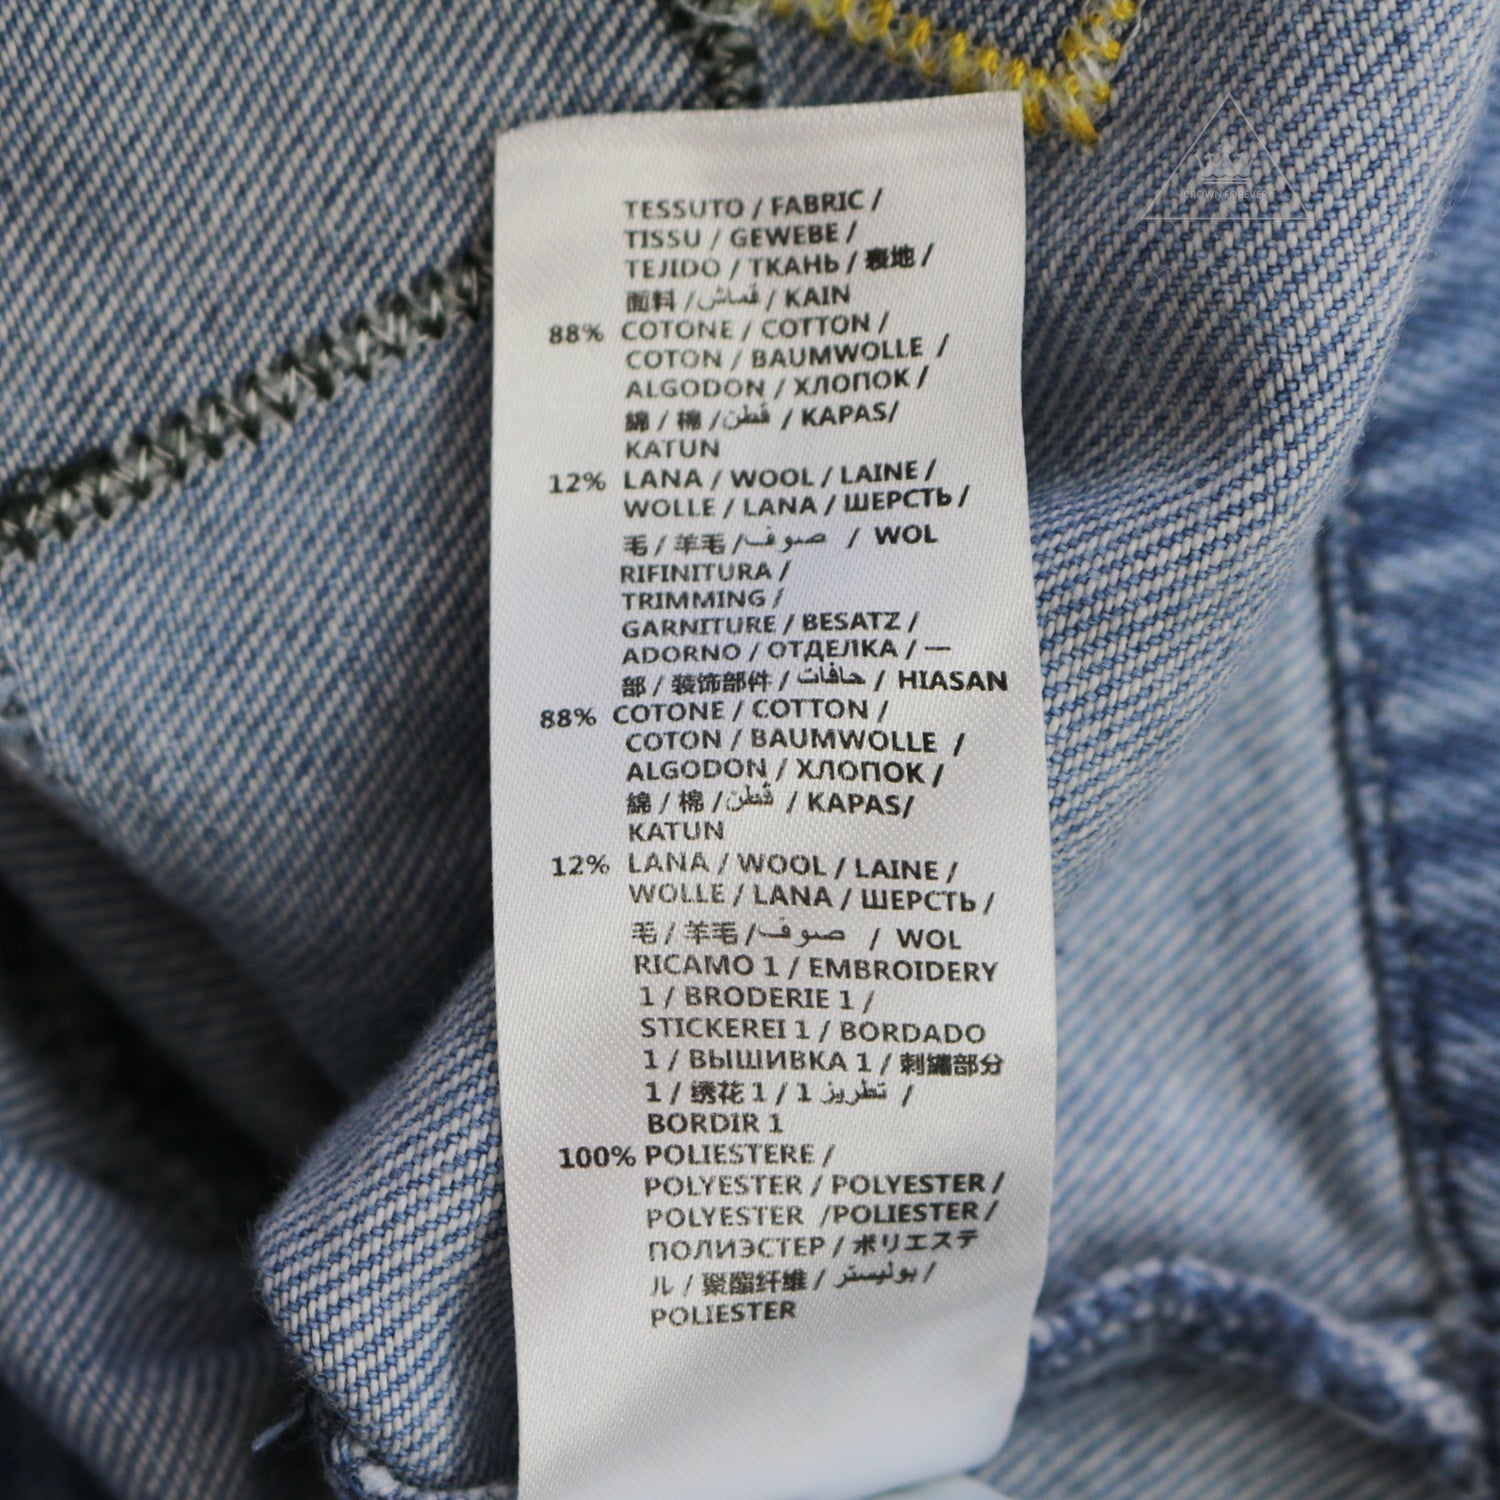 CROWN FOREVER
TESSUTO / FABRIC /
TISSU / GEWEBE /
TEJIDO / ТКАНЬ / 表地 /
面料 / قماش / KAIN
88% COTONE / COTTON /
COTON / BAUMWOLLE /
ALGODON / ХЛОПОК /
綿 / 棉 / قطن / KAPAS/
KATUN
12% LANA / WOOL / LAINE /
WOLLE / LANA / ШЕРСТЬ /
毛 / 羊毛 / صوف / WOL
RIFINITURA /
TRIMMING /
GARNITURE / BESATZ /
ADORNO / ОТДЕЛКА / 一
部 / 装饰部件 / حافات / HIASAN
88% COTONE / COTTON /
COTON / BAUMWOLLE /
ALGODON / ХЛОПОК /
綿 / 棉 / قطن / KAPAS/
KATUN
12% LANA / WOOL / LAINE /
WOLLE / LANA / ШЕРСТЬ /
毛 / 羊毛 / صوف / WOL
RICAMO 1 / EMBROIDERY
1 / BRODERIE 1 /
STICKEREI 1 / BORDADO
1 / ВЫШИВКА 1 / 刺繍部分
1 / 绣花 1 / 1 تطريز /
BORDIR 1
100% POLIESTERE /
POLYESTER / POLYESTER /
POLYESTER /POLIESTER /
ПОЛИЭСТЕР / ポリエステ
ル / 聚酯纤维 / بوليستر /
POLIESTER